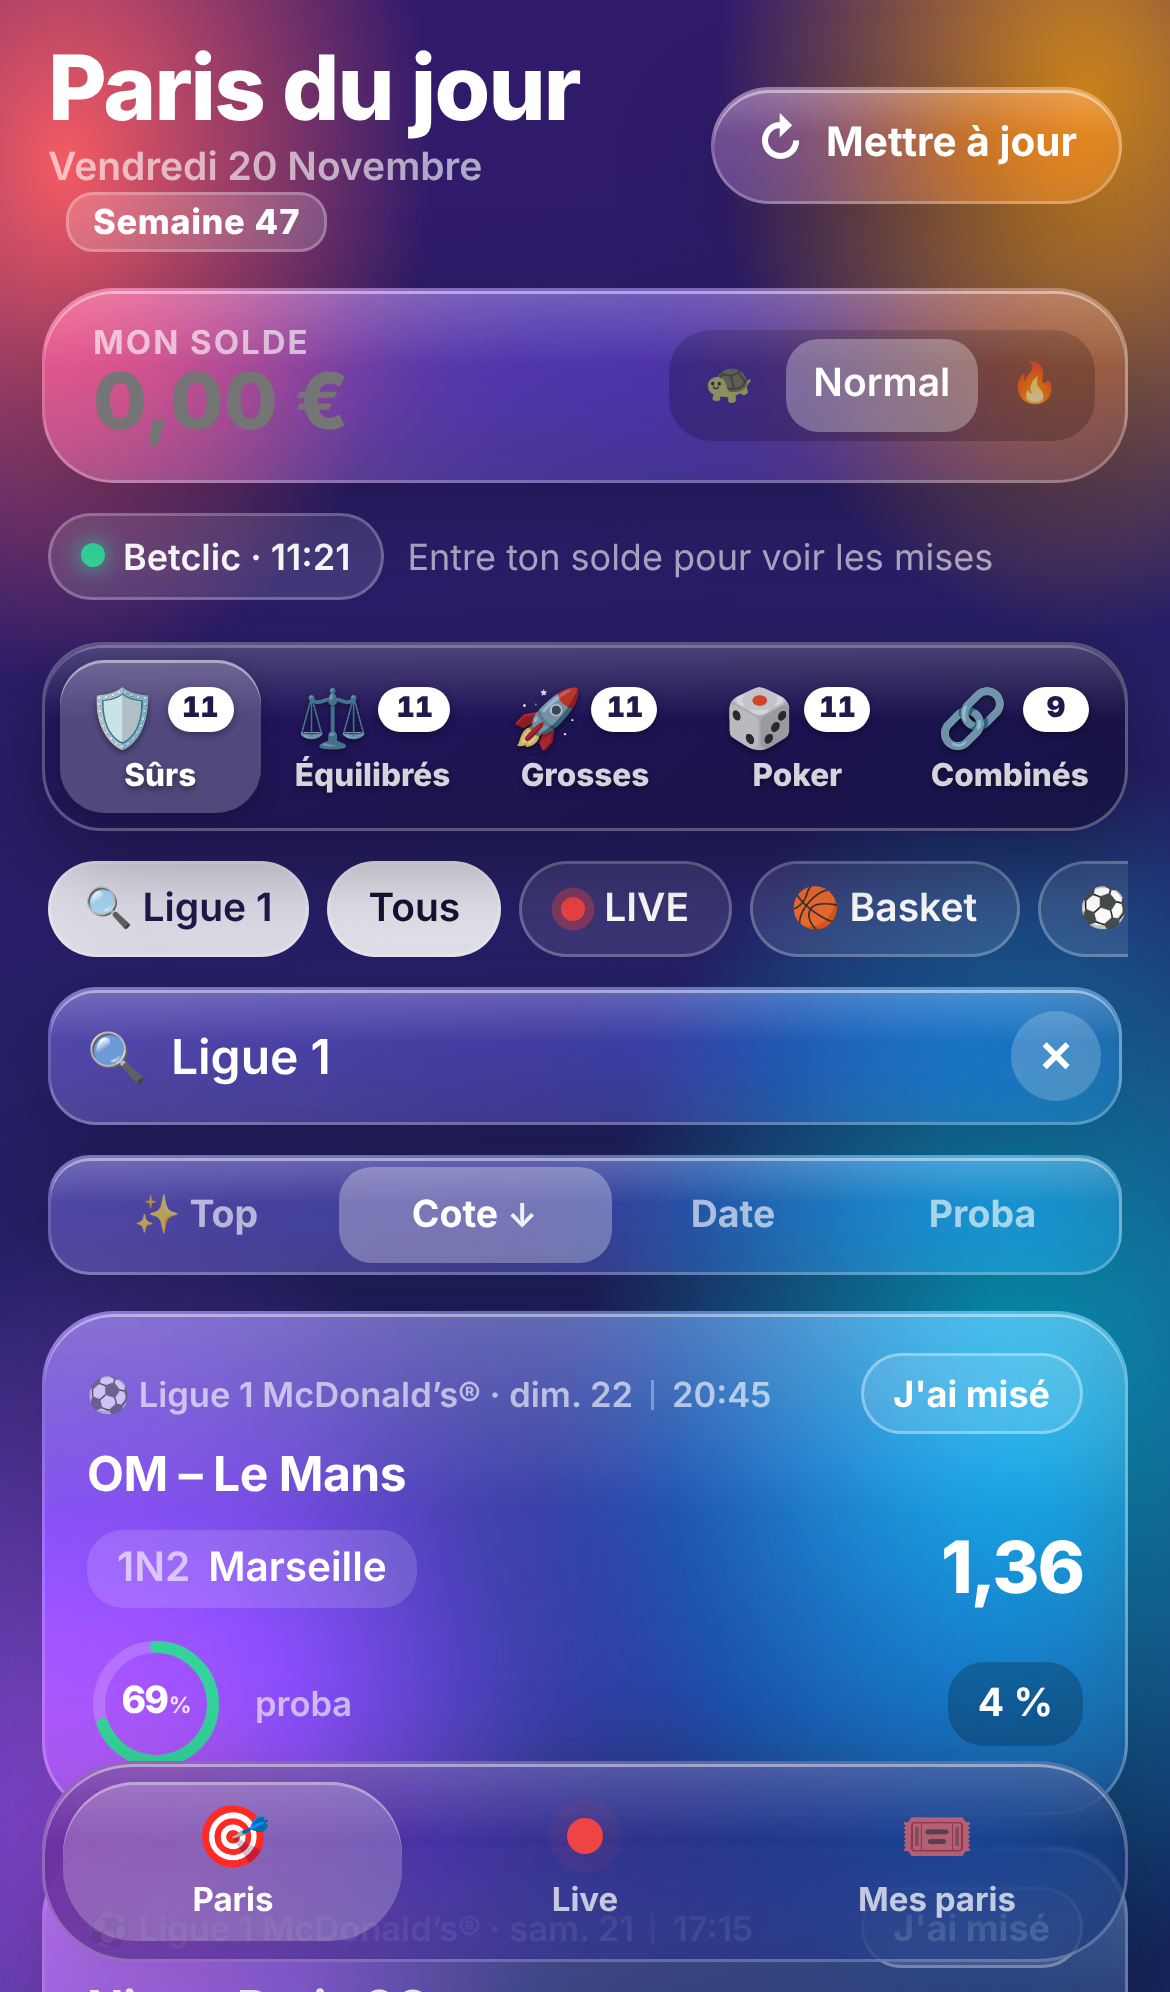 Paris du jour
Vendredi 20 Novembre
Semaine 47
Mettre à jour
MON SOLDE
0,00 €
Normal
Betclic · 11:21
Entre ton solde pour voir les mises
11 11 11 11 9
Sûrs Équilibrés Grosses Poker Combinés
Ligue 1 Tous LIVE Basket
Ligue 1
✕
Top Cote ↓ Date Proba
Ligue 1 McDonald’s® · dim. 22 | 20:45
J'ai misé
OM – Le Mans
1N2 Marseille
1,36
69%
proba
4 %
Paris Live Mes paris
Ligue 1 McDonald’s® · sam. 21 | 17:15
J'ai misé